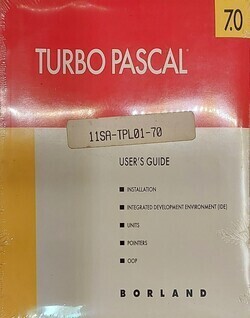 7.0
TURBO PASCAL®
11SA-TPL01-70
USER'S GUIDE
■ INSTALLATION
■ INTEGRATED DEVELOPMENT ENVIRONMENT (IDE)
■ UNITS
■ POINTERS
■ OOP
BORLAND